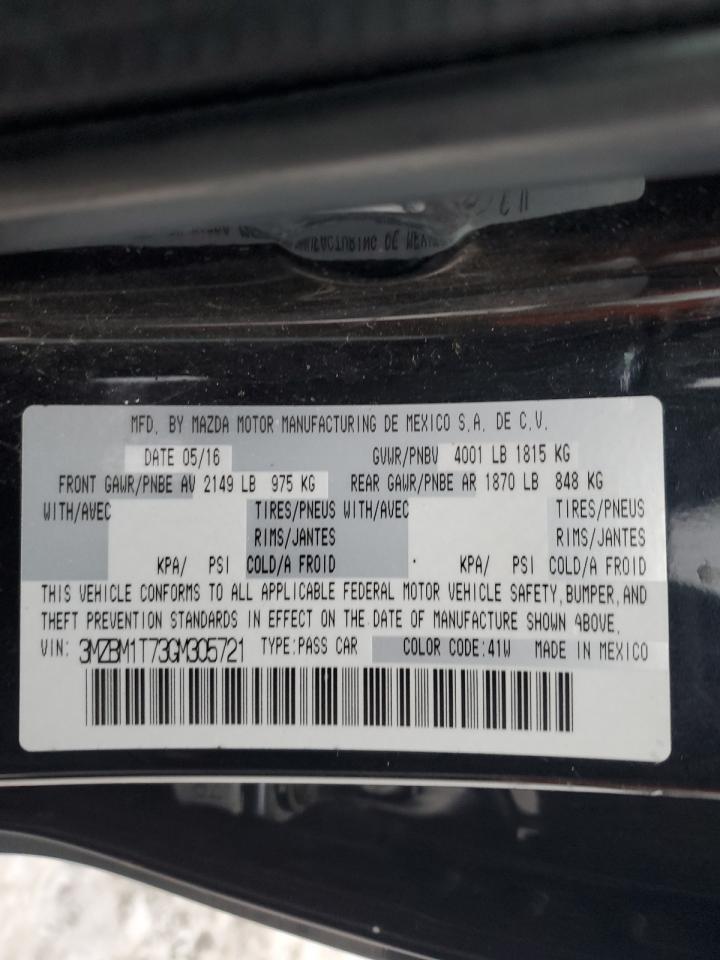 MFD. BY MAZDA MOTOR MANUFACTURING DE MEXICO S.A. DE C.V.
DATE 05/16 GVWR/PNBV 4001 LB 1815 KG
FRONT GAWR/PNBE AV 2149 LB 975 KG REAR GAWR/PNBE AR 1870 LB 848 KG
WITH/AVEC TIRES/PNEUS WITH/AVEC TIRES/PNEUS
RIMS/JANTES RIMS/JANTES
KPA/ PSI COLD/A FROID KPA/ PSI COLD/A FROID
THIS VEHICLE CONFORMS TO ALL APPLICABLE FEDERAL MOTOR VEHICLE SAFETY, BUMPER, AND
THEFT PREVENTION STANDARDS IN EFFECT ON THE DATE OF MANUFACTURE SHOWN ABOVE.
VIN: 3MZBM1T73GM305721 TYPE:PASS CAR COLOR CODE:41W MADE IN MEXICO